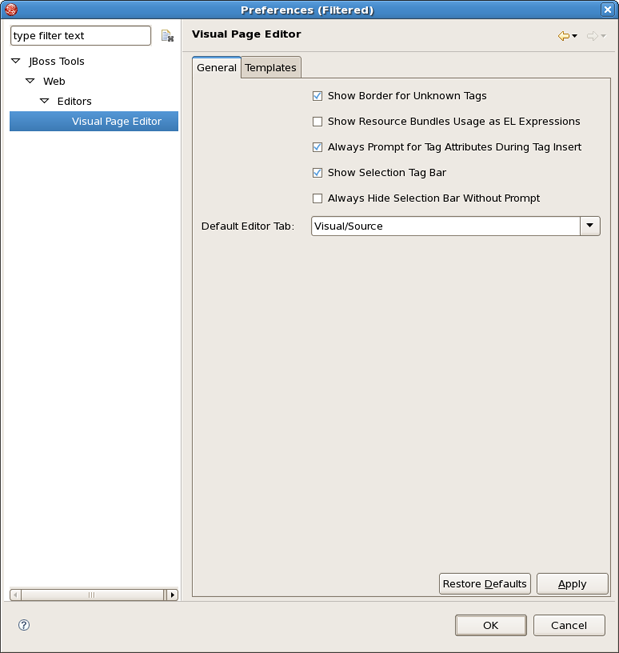 Preferences (Filtered)
type filter text
Visual Page Editor
JBoss Tools
Web
Editors
Visual Page Editor
General
Templates
Show Border for Unknown Tags
Show Resource Bundles Usage as EL Expressions
Always Prompt for Tag Attributes During Tag Insert
Show Selection Tag Bar
Always Hide Selection Bar Without Prompt
Default Editor Tab: Visual/Source
Restore Defaults
Apply
?
OK
Cancel